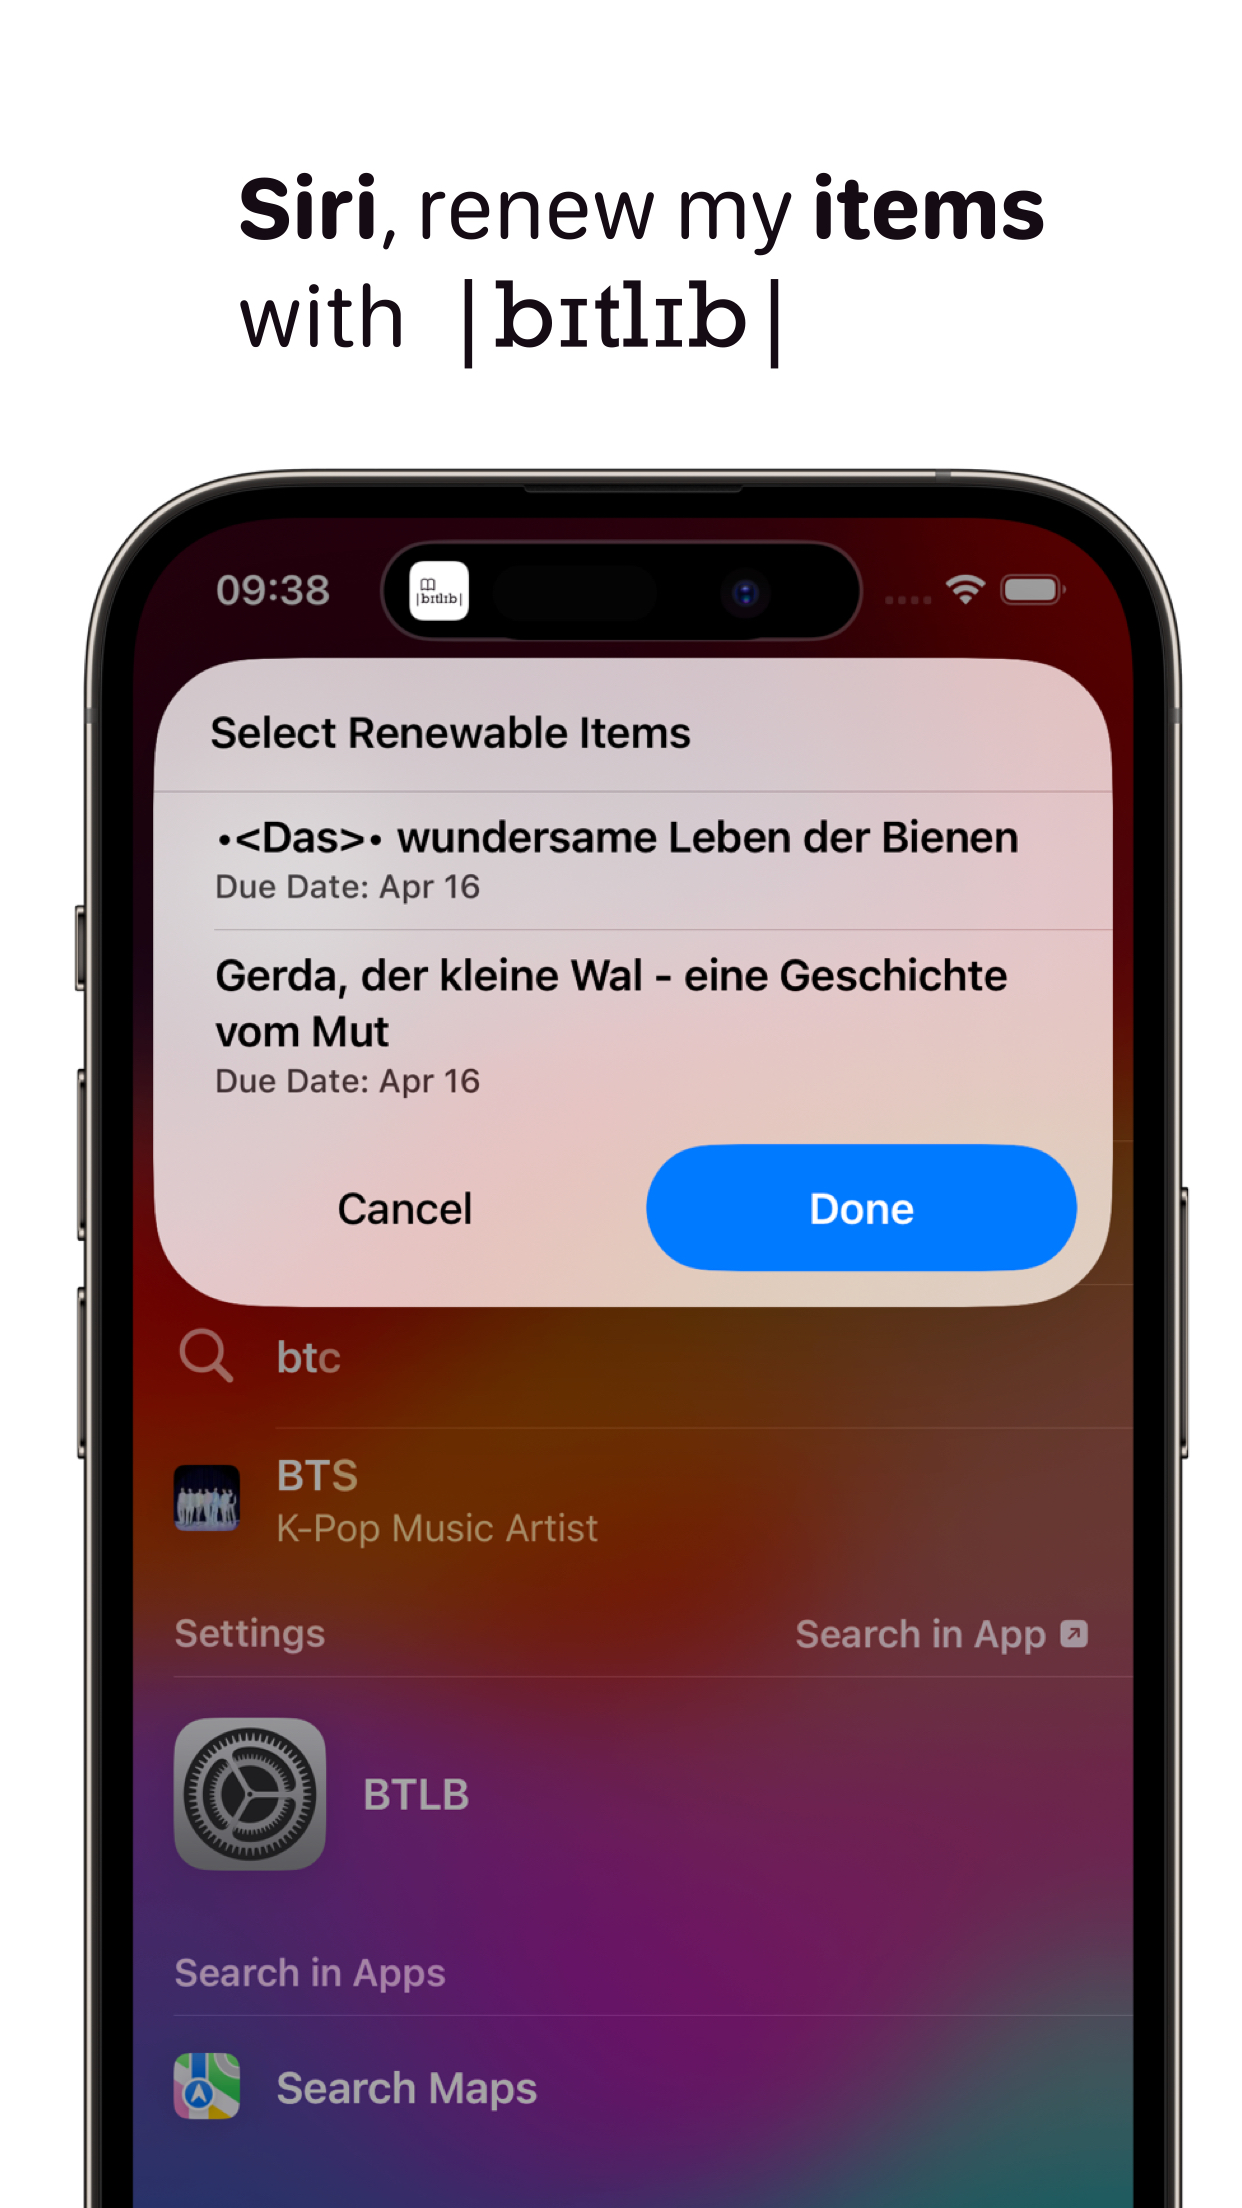 Siri, renew my items
with |bɪtlɪb|
09:38
|bɪtlɪb|
Select Renewable Items
•<Das>• wundersame Leben der Bienen
Due Date: Apr 16
Gerda, der kleine Wal - eine Geschichte
vom Mut
Due Date: Apr 16
Cancel
Done
btc
BTS
K-Pop Music Artist
Settings
Search in App
BTLB
Search in Apps
Search Maps